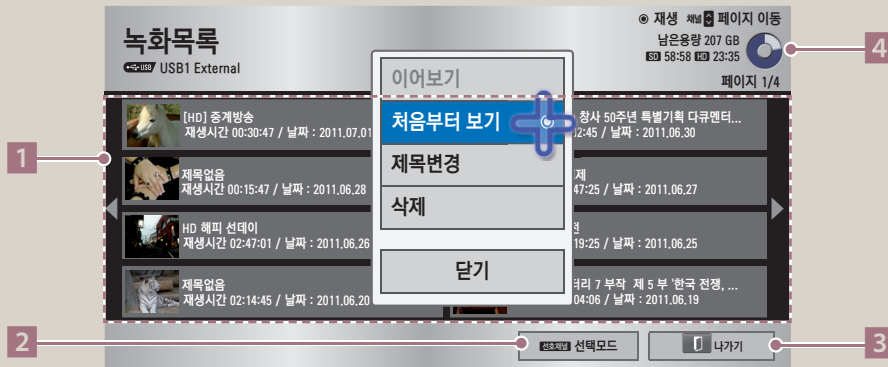 녹화목록
USB USB1 External
◉ 재생 채널 페이지 이동
남은용량 207 GB
SD 58:58 HD 23:35
페이지 1/4
4
1
[HD] 중계방송
재생시간 00:30:47 / 날짜 : 2011.07.01
제목없음
재생시간 00:15:47 / 날짜 : 2011.06.28
HD 해피 선데이
재생시간 02:47:01 / 날짜 : 2011.06.26
제목없음
재생시간 02:14:45 / 날짜 : 2011.06.20
이어보기
처음부터 보기
제목변경
삭제
닫기
창사 50주년 특별기획 다큐멘터...
02:45 / 날짜 : 2011.06.30
제
47:25 / 날짜 : 2011.06.27
전
19:25 / 날짜 : 2011.06.25
터리 7 부작 제 5 부 '한국 전쟁, ...
04:06 / 날짜 : 2011.06.19
2
선호채널 선택모드
나가기
3